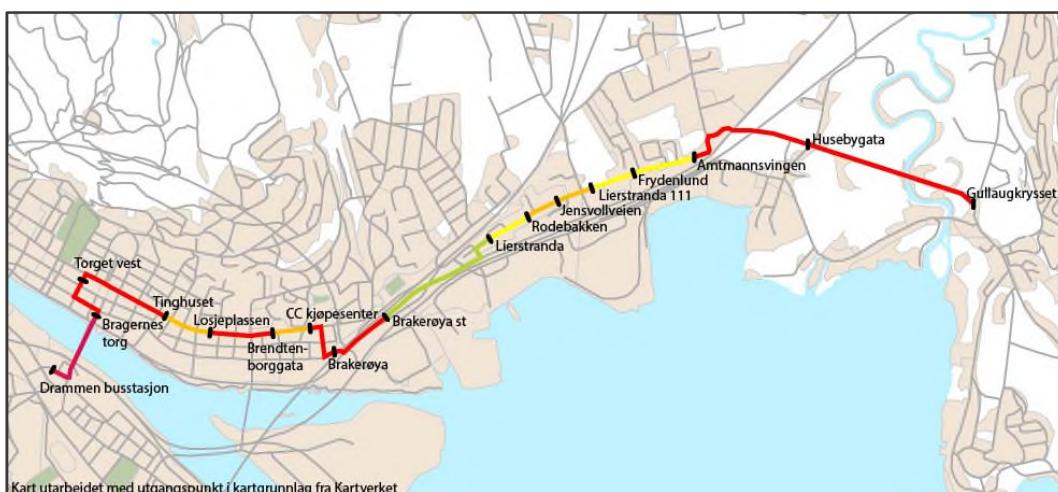 Torget vest
Bragernes
torg
Drammen busstasjon
Tinghuset
Losjeplassen
Brendten-
borggata
CC kjøpesenter
Brakerøya
Brakerøya st
Lierstranda
Rodebakken
Jensvollveien
Lierstranda 111
Frydenlund
Amtmannsvingen
Husebygata
Gullaugkrysset
Kart utarbeidet med utgangspunkt i kartgrunnlag fra Kartverket